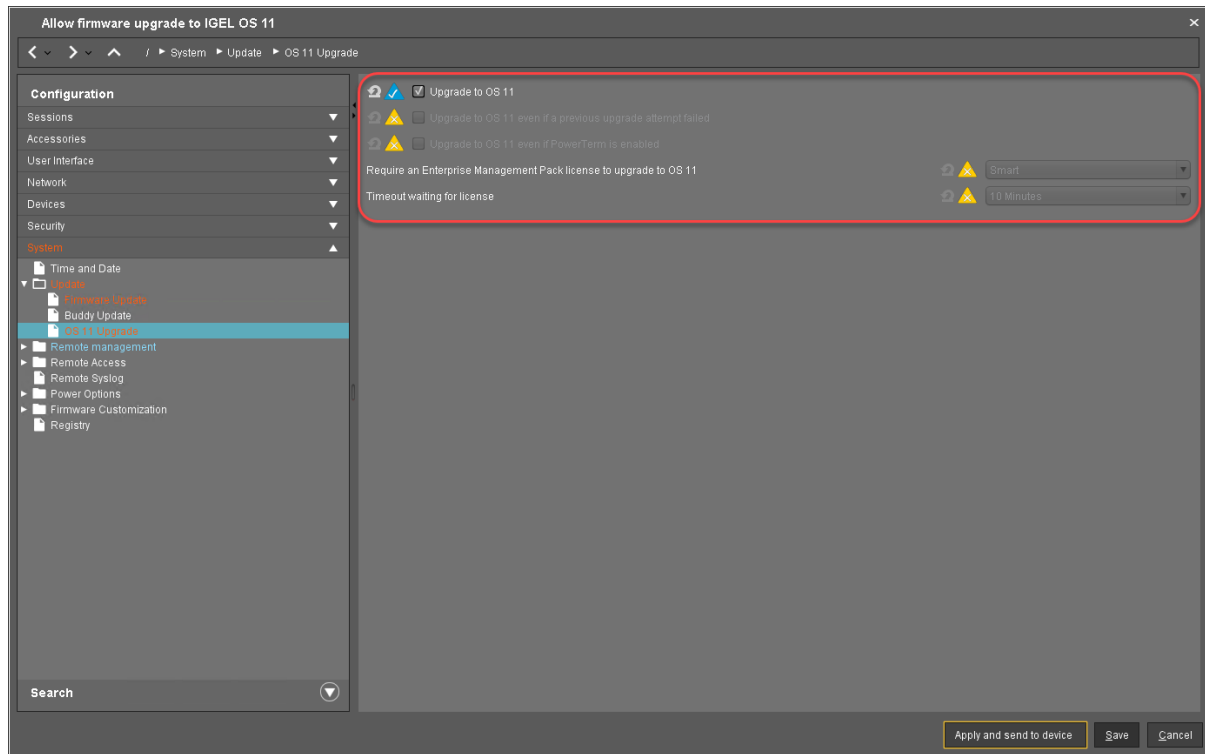 Allow firmware upgrade to IGEL OS 11
/ System Update OS 11 Upgrade
Configuration
Sessions
Accessories
User Interface
Network
Devices
Security
System
Time and Date
Update
Firmware Update
Buddy Update
OS 11 Upgrade
Remote management
Remote Access
Remote Syslog
Power Options
Firmware Customization
Registry
Search
Upgrade to OS 11
Upgrade to OS 11 even if a previous upgrade attempt failed
Upgrade to OS 11 even if PowerTerm is enabled
Require an Enterprise Management Pack license to upgrade to OS 11 Smart
Timeout waiting for license 10 Minutes
Apply and send to device Save Cancel